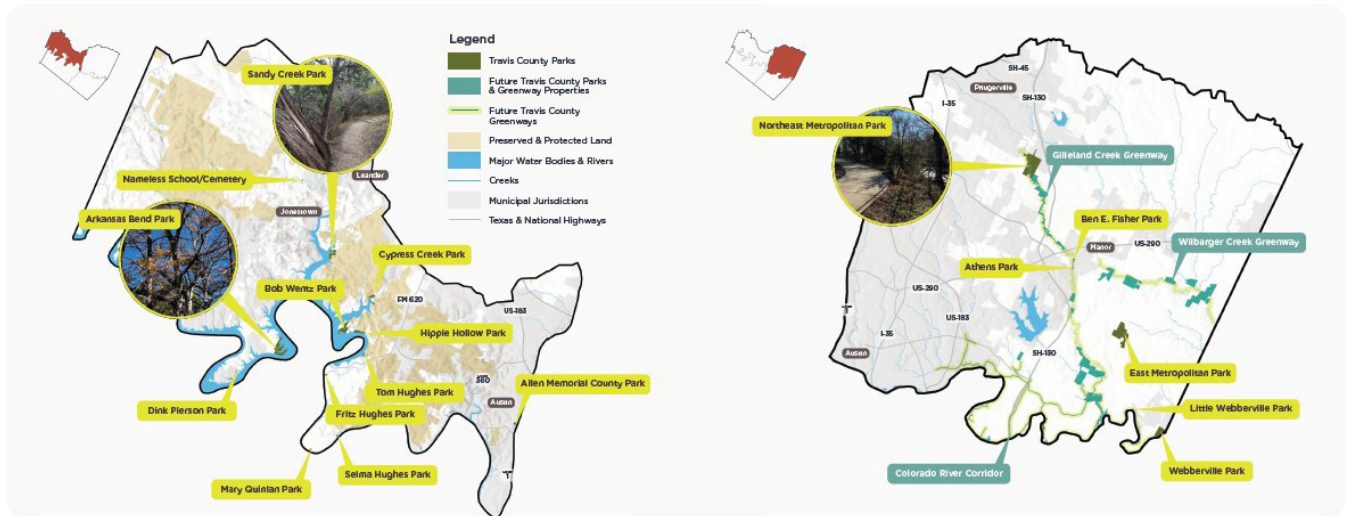 Sandy Creek Park
Nameless School/Cemetery
Leander
Arkansas Bend Park
Jonestown
Cypress Creek Park
Bob Wentz Park
FM 620
US-183
Hippie Hollow Park
Tom Hughes Park
360
Allen Memorial County Park
Austin
Dink Pierson Park
Fritz Hughes Park
Selma Hughes Park
Mary Quinlan Park
Legend
Travis County Parks
Future Travis County Parks
& Greenway Properties
Future Travis County
Greenways
Preserved & Protected Land
Major Water Bodies & Rivers
Creeks
Municipal Jurisdictions
Texas & National Highways
SH-45
Pflugerville
I-35
SH-130
Northeast Metropolitan Park
Gilleland Creek Greenway
Ben E. Fisher Park
Manor
US-290
Wilbarger Creek Greenway
Athens Park
US-290
US-183
I-35
Austin
SH-130
East Metropolitan Park
Little Webberville Park
Colorado River Corridor
Webberville Park